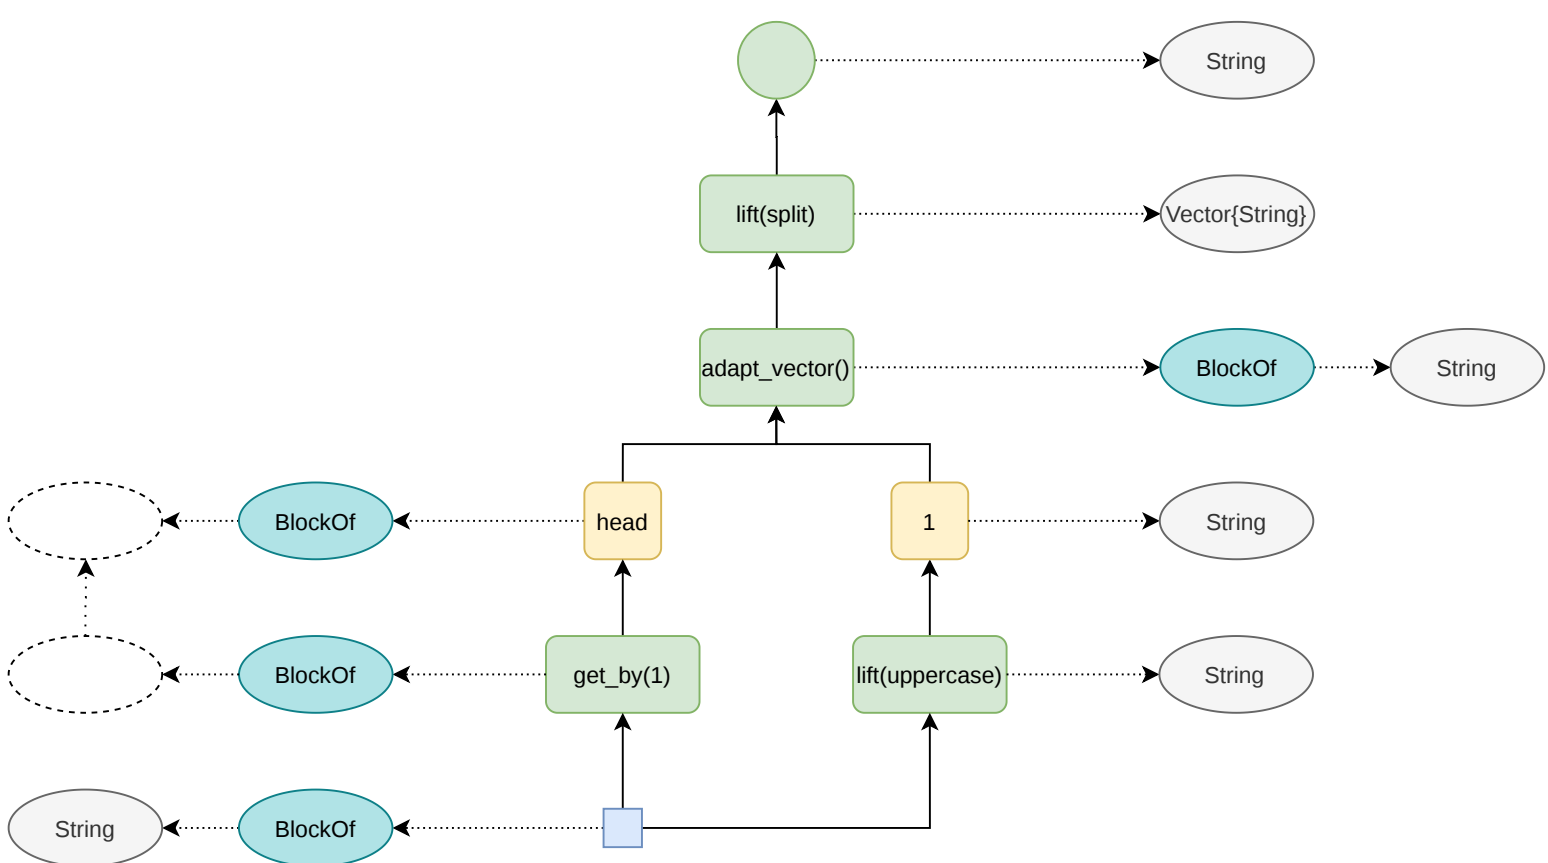 String
lift(split)
Vector{String}
adapt_vector()
BlockOf
String
BlockOf
head
1
String
BlockOf
get_by(1)
lift(uppercase)
String
String
BlockOf